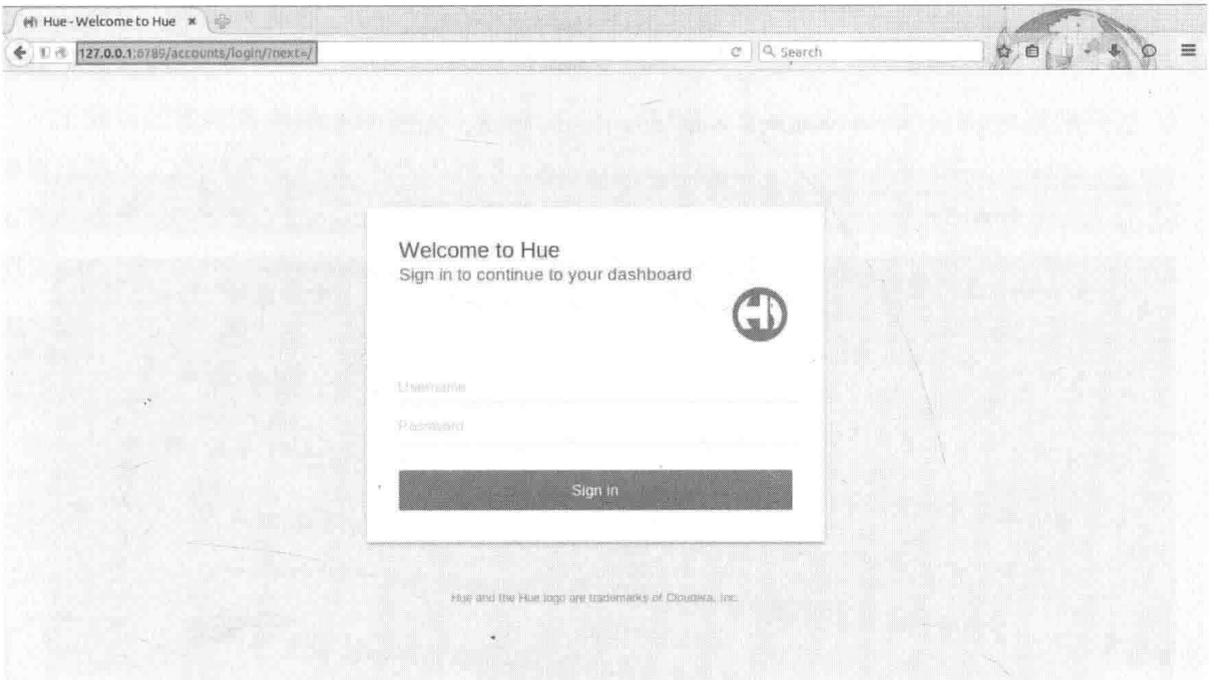 Hue - Welcome to Hue
127.0.0.1:6789/accounts/login/?next=/
Search
Welcome to Hue
Sign in to continue to your dashboard
Username
Password
Sign in
Hue and the Hue logo are trademarks of Cloudera, Inc.